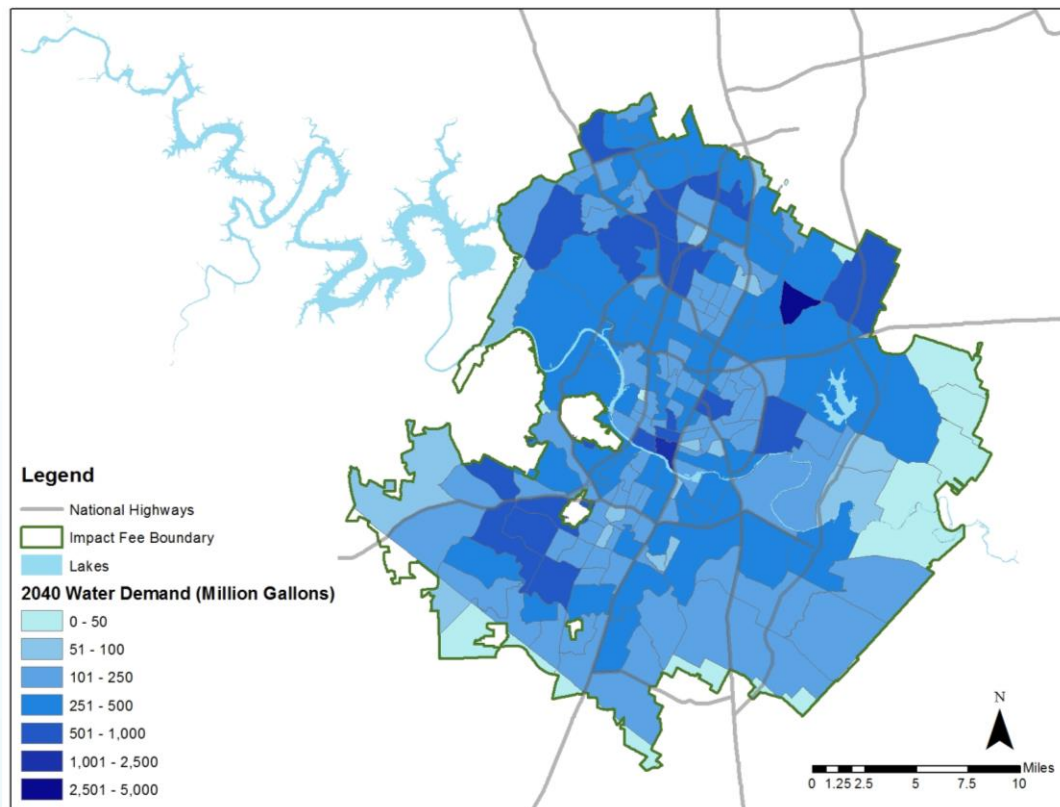 Legend
National Highways
Impact Fee Boundary
Lakes
2040 Water Demand (Million Gallons)
0 - 50
51 - 100
101 - 250
251 - 500
501 - 1,000
1,001 - 2,500
2,501 - 5,000
N
Miles
0 1.25 2.5 5 7.5 10